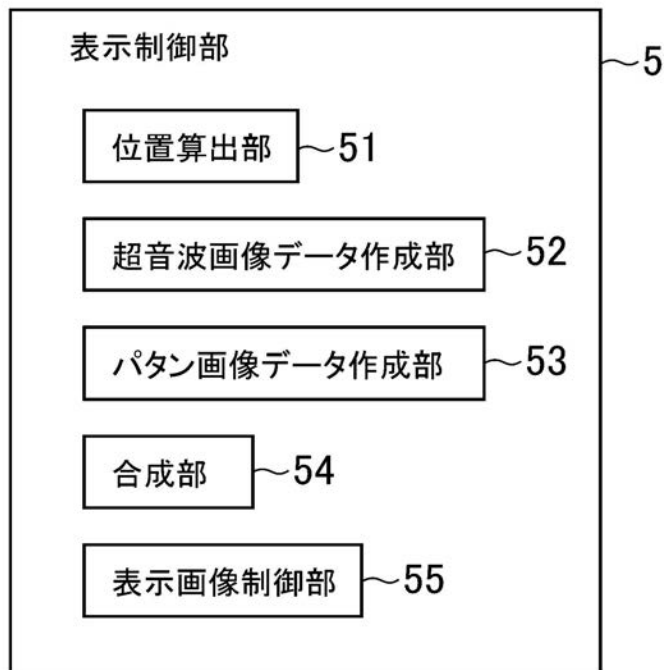 表示制御部
5
位置算出部 51
超音波画像データ作成部 52
パタン画像データ作成部 53
合成部 54
表示画像制御部 55